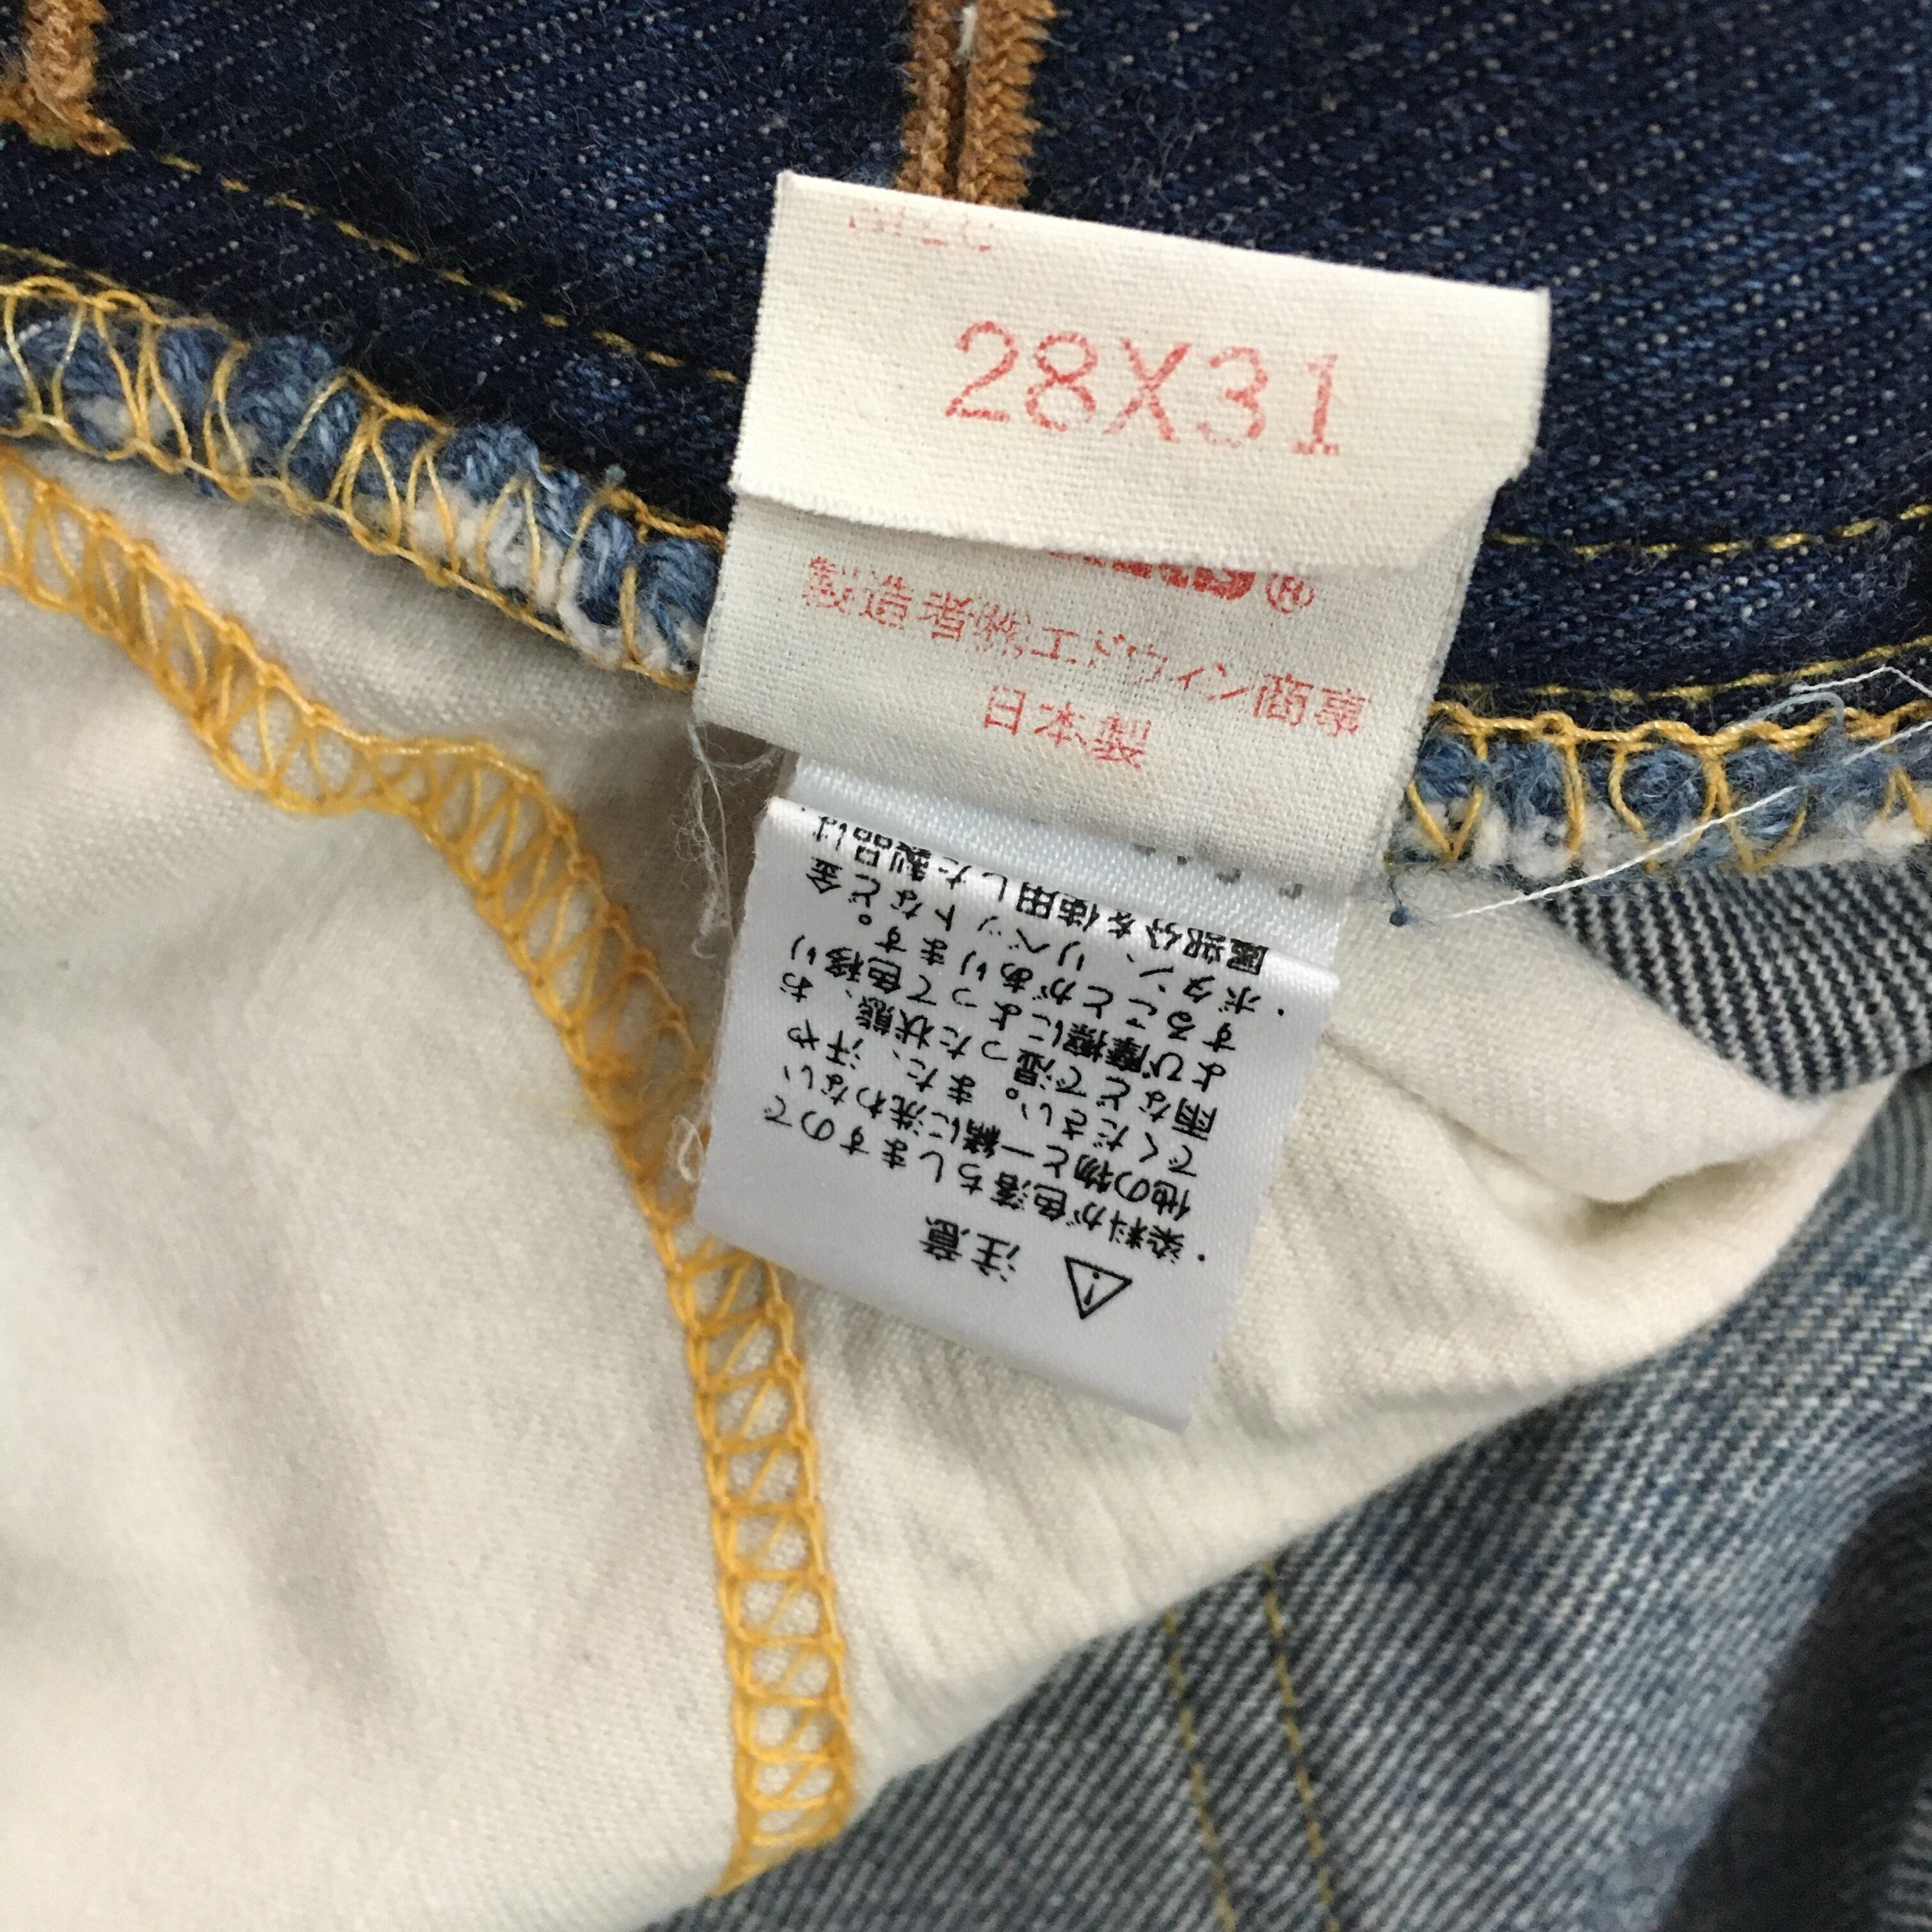 28X31
®
製造者㈱エドウィン商事
日本製
注意
・染料が色落ちしますので
他の物と一緒に洗わない
でください。また、汗や
雨などで湿った状態、お
よび摩擦によって色移り
することがあります。
・ボタン、リベットなど金
属部分を使用した製品は、